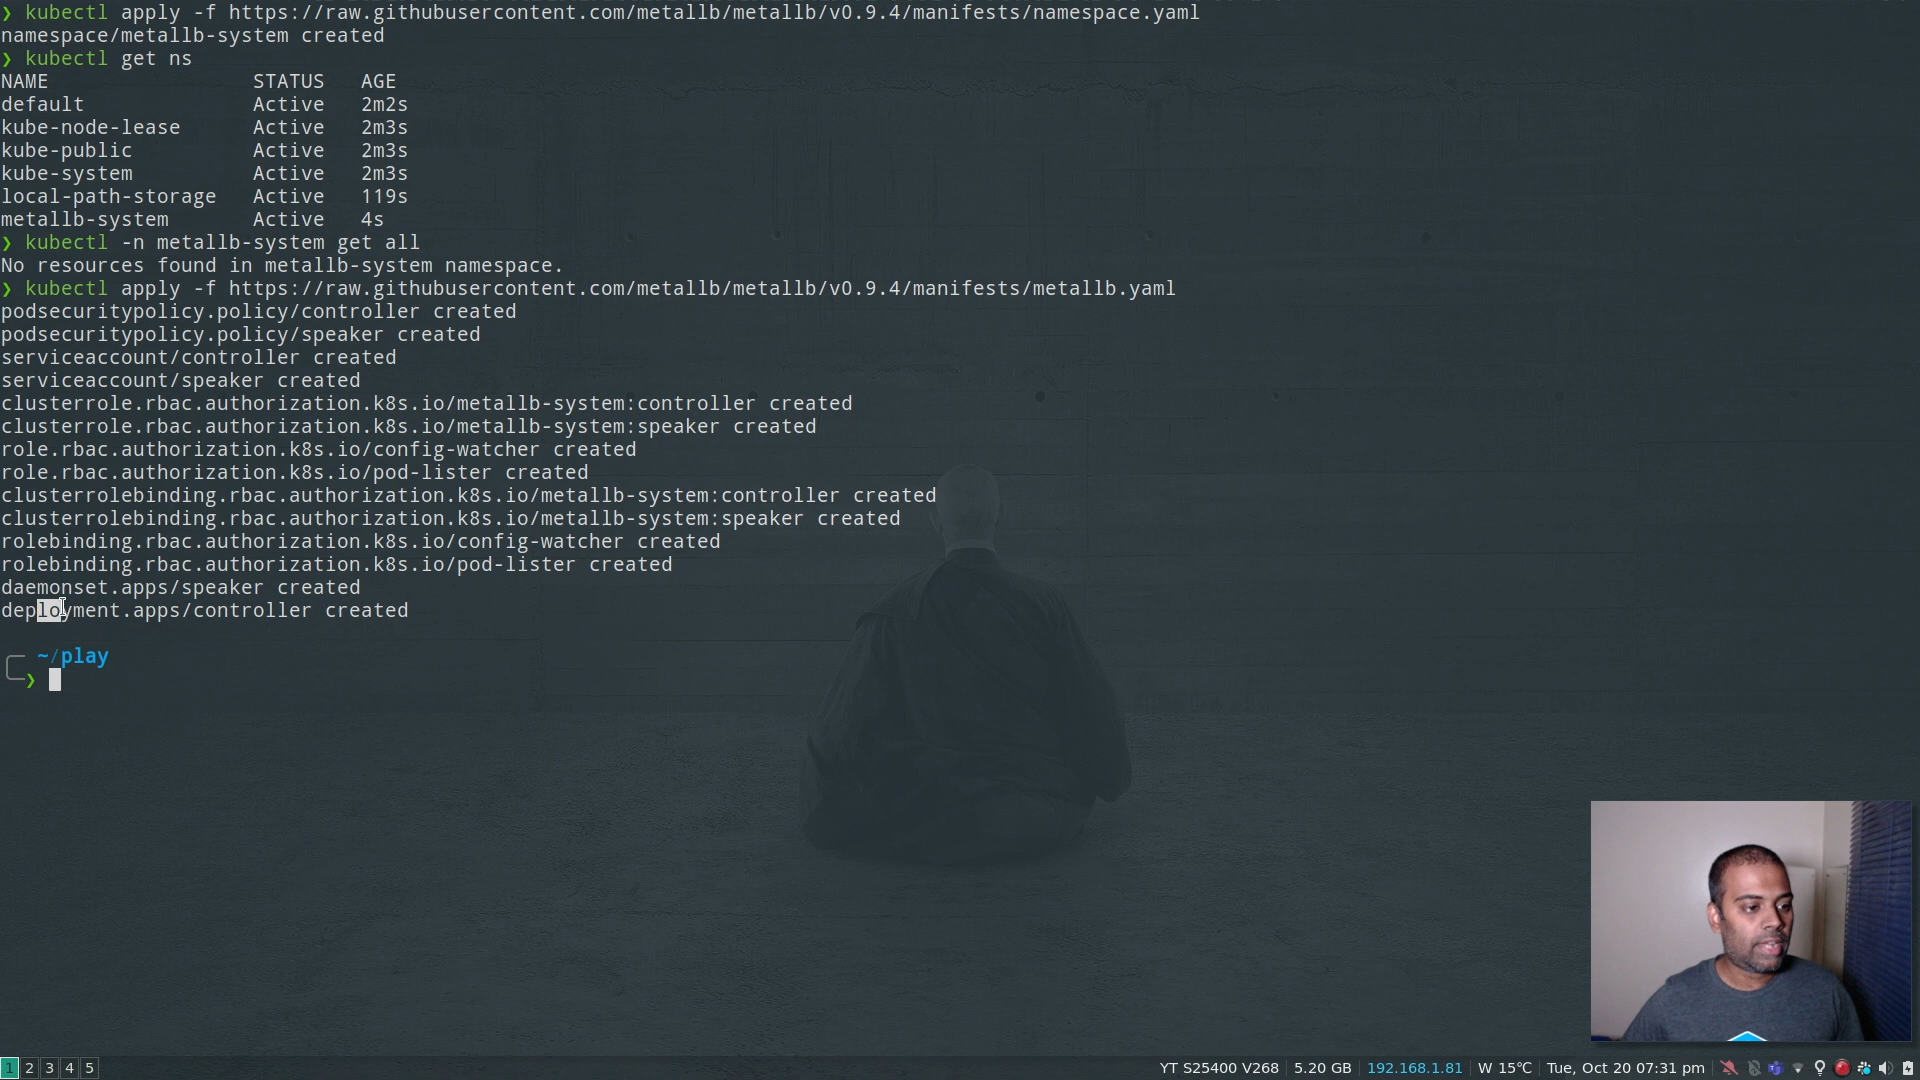 ❯ kubectl apply -f https://raw.githubusercontent.com/metallb/metallb/v0.9.4/manifests/namespace.yaml
namespace/metallb-system created
❯ kubectl get ns
NAME STATUS AGE
default Active 2m2s
kube-node-lease Active 2m3s
kube-public Active 2m3s
kube-system Active 2m3s
local-path-storage Active 119s
metallb-system Active 4s
❯ kubectl -n metallb-system get all
No resources found in metallb-system namespace.
❯ kubectl apply -f https://raw.githubusercontent.com/metallb/metallb/v0.9.4/manifests/metallb.yaml
podsecuritypolicy.policy/controller created
podsecuritypolicy.policy/speaker created
serviceaccount/controller created
serviceaccount/speaker created
clusterrole.rbac.authorization.k8s.io/metallb-system:controller created
clusterrole.rbac.authorization.k8s.io/metallb-system:speaker created
role.rbac.authorization.k8s.io/config-watcher created
role.rbac.authorization.k8s.io/pod-lister created
clusterrolebinding.rbac.authorization.k8s.io/metallb-system:controller created
clusterrolebinding.rbac.authorization.k8s.io/metallb-system:speaker created
rolebinding.rbac.authorization.k8s.io/config-watcher created
rolebinding.rbac.authorization.k8s.io/pod-lister created
daemonset.apps/speaker created
deployment.apps/controller created
~/play
❯
1 2 3 4 5 YT S25400 V268 5.20 GB 192.168.1.81 W 15°C Tue, Oct 20 07:31 pm